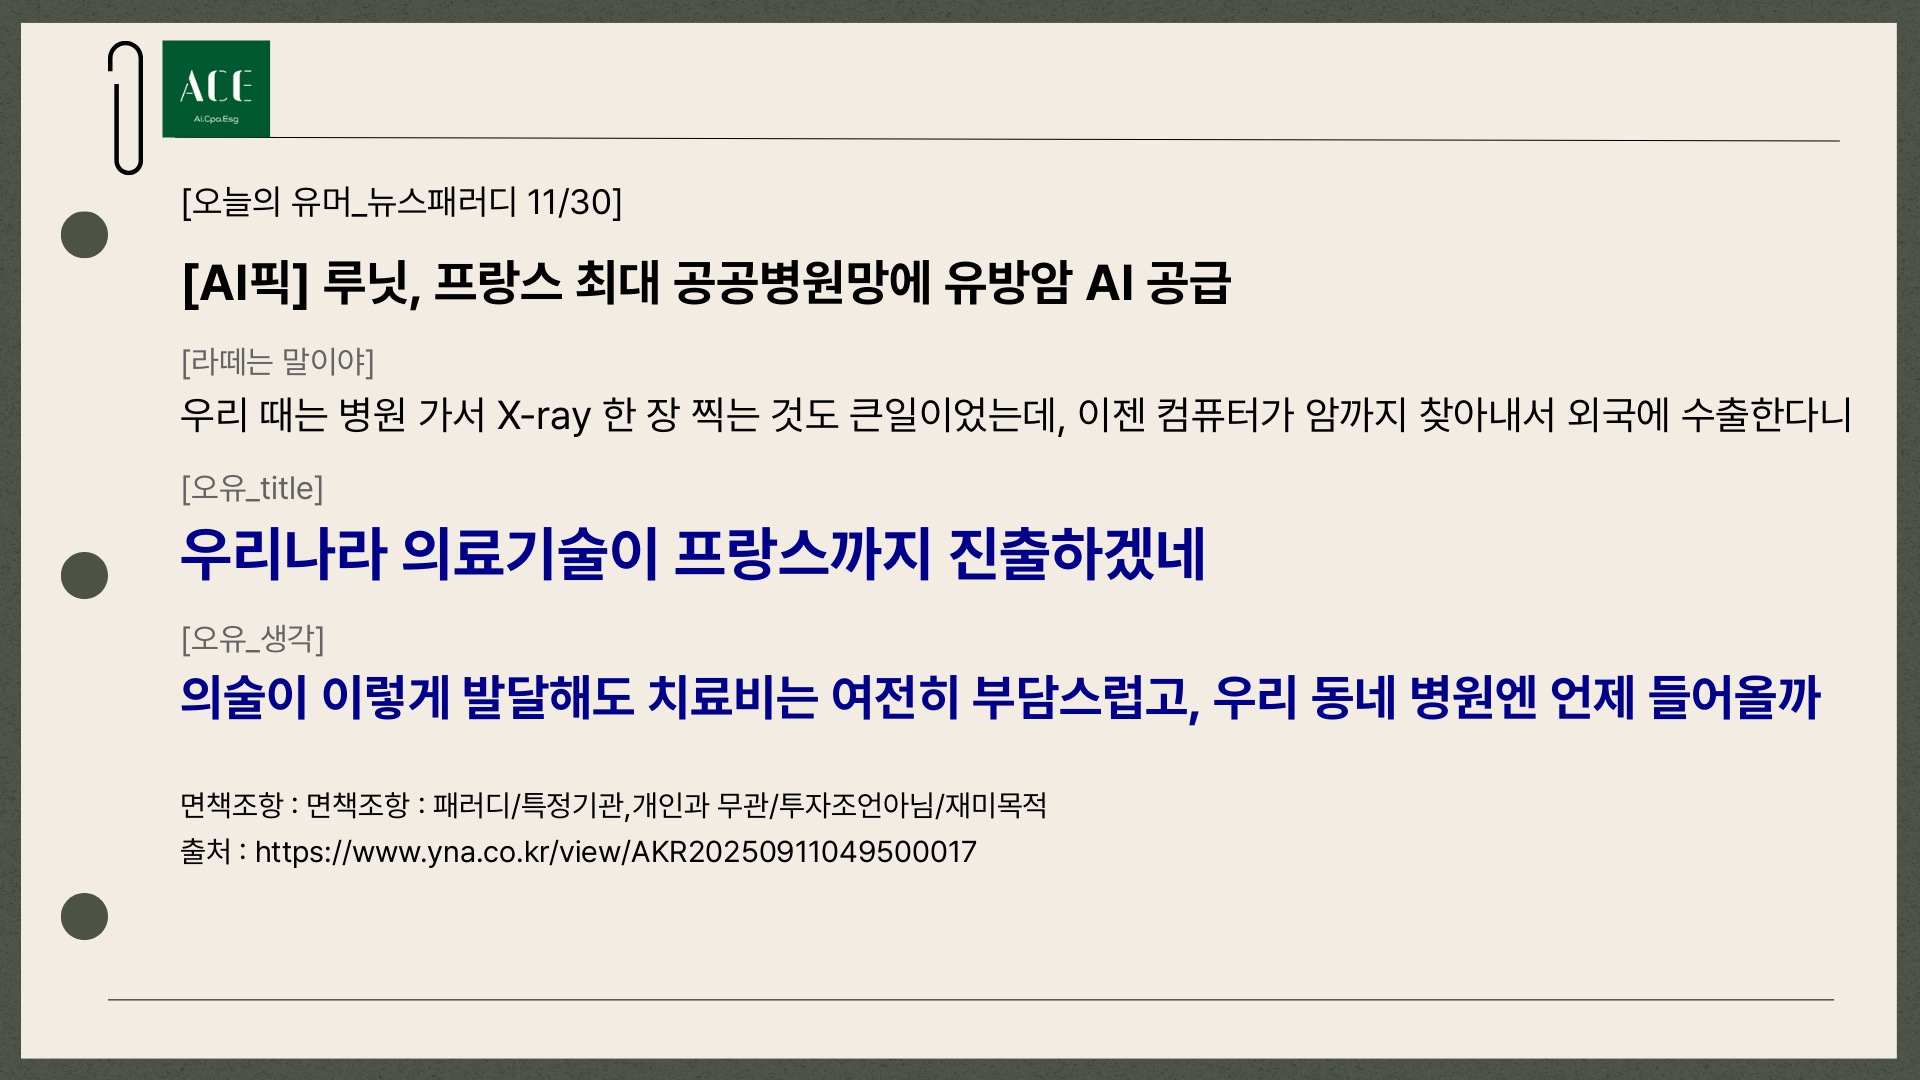 ACE
Ai.Cpa.Esg
[오늘의 유머_뉴스패러디 11/30]
[AI픽] 루닛, 프랑스 최대 공공병원망에 유방암 AI 공급
[라떼는 말이야]
우리 때는 병원 가서 X-ray 한 장 찍는 것도 큰일이었는데, 이젠 컴퓨터가 암까지 찾아내서 외국에 수출한다니
[오유_title]
우리나라 의료기술이 프랑스까지 진출하겠네
[오유_생각]
의술이 이렇게 발달해도 치료비는 여전히 부담스럽고, 우리 동네 병원엔 언제 들어올까
면책조항 : 면책조항 : 패러디/특정기관,개인과 무관/투자조언아님/재미목적
출처 : https://www.yna.co.kr/view/AKR20250911049500017